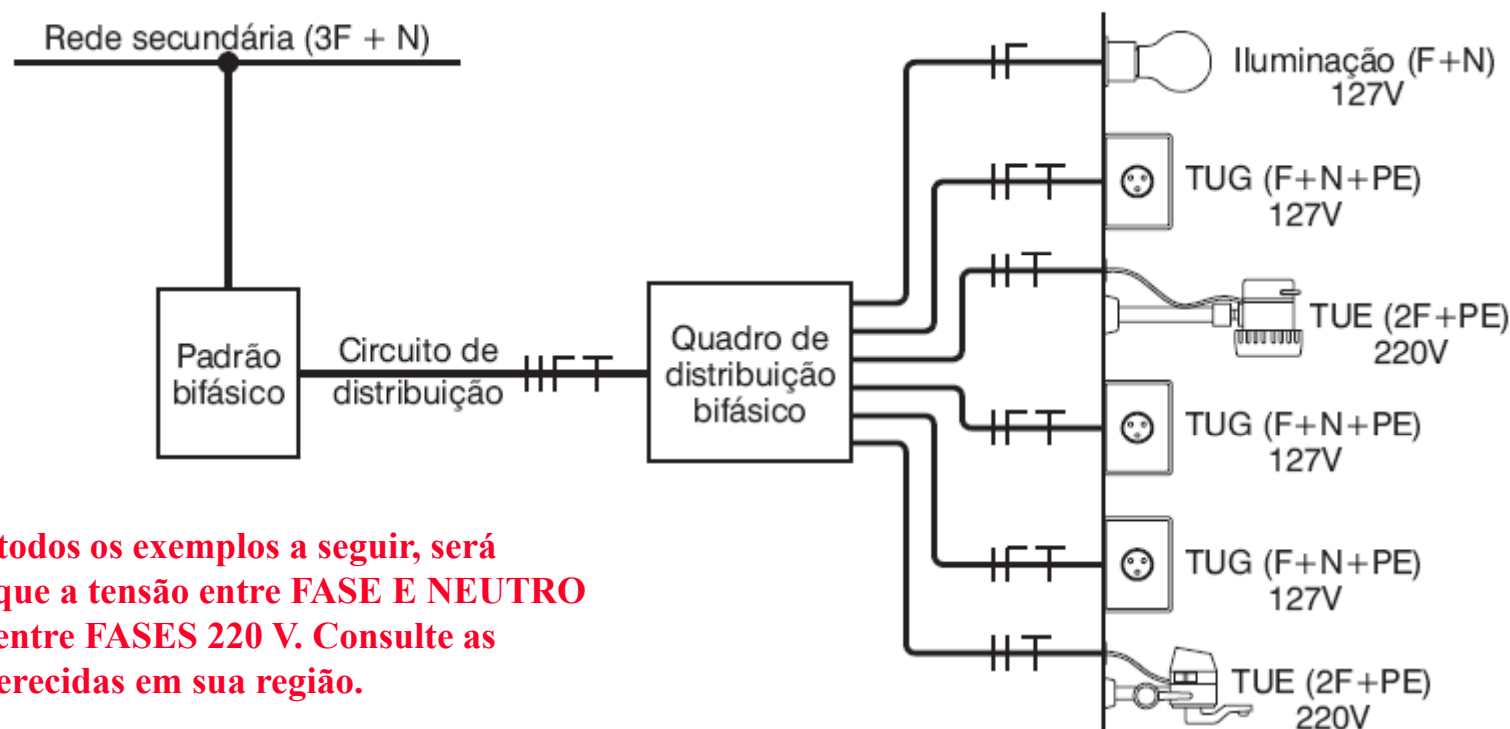 Rede secundária (3F + N)
Padrão
bifásico
Circuito de
distribuição
Quadro de
distribuição
bifásico
Iluminação (F+N)
127V
TUG (F+N+PE)
127V
TUE (2F+PE)
220V
TUG (F+N+PE)
127V
TUG (F+N+PE)
127V
TUE (2F+PE)
220V
todos os exemplos a seguir, será
que a tensão entre FASE E NEUTRO
entre FASES 220 V. Consulte as
erecidas em sua região.